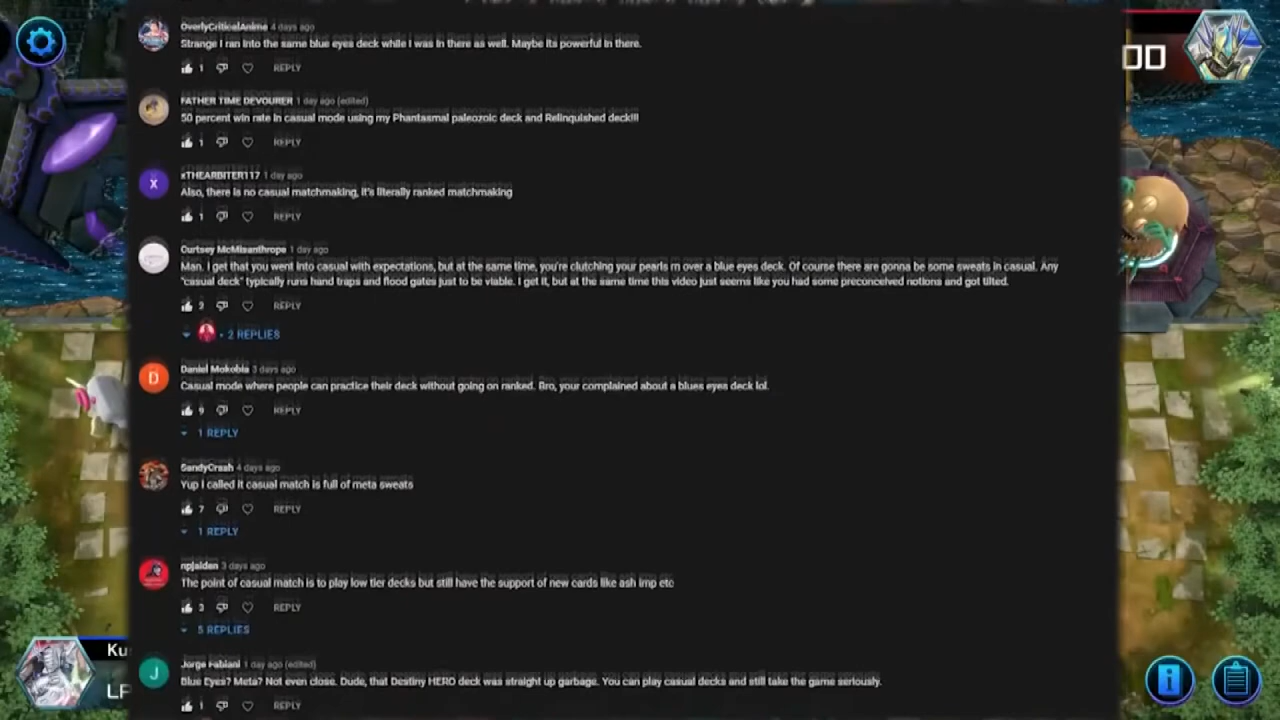 OverlyCriticalAnime 4 days ago
Strange I ran into the same blue eyes deck while I was in there as well. Maybe its powerful in there.
1 REPLY
FATHER TIME DEVOURER 1 day ago (edited)
50 percent win rate in casual mode using my Phantasmal paleozoic deck and Relinquished deck!!!
1 REPLY
X
xTHEARBITER117 1 day ago
Also, there is no casual matchmaking, it's literally ranked matchmaking
1 REPLY
Curtsey McMisanthrope 1 day ago
Man, I get that you went into casual with expectations, but at the same time, you're clutching your pearls rn over a blue eyes deck. Of course there are gonna be some sweats in casual. Any
"casual deck" typically runs hand traps and flood gates just to be viable. I get it, but at the same time this video just seems like you had some preconceived notions and got tilted.
2 REPLY
• 2 REPLIES
D
Daniel Mokobia 3 days ago
Casual mode where people can practice their deck without going on ranked. Bro, your complained about a blues eyes deck lol.
9 REPLY
1 REPLY
SandyCrash 4 days ago
Yup I called it casual match is full of meta sweats
7 REPLY
1 REPLY
npjaiden 3 days ago
The point of casual match is to play low tier decks but still have the support of new cards like ash imp etc
3 REPLY
5 REPLIES
J
Jorge Fabiani 1 day ago (edited)
Blue Eyes? Meta? Not even close. Dude, that Destiny HERO deck was straight up garbage. You can play casual decks and still take the game seriously.
1 REPLY
00
Ku
LP